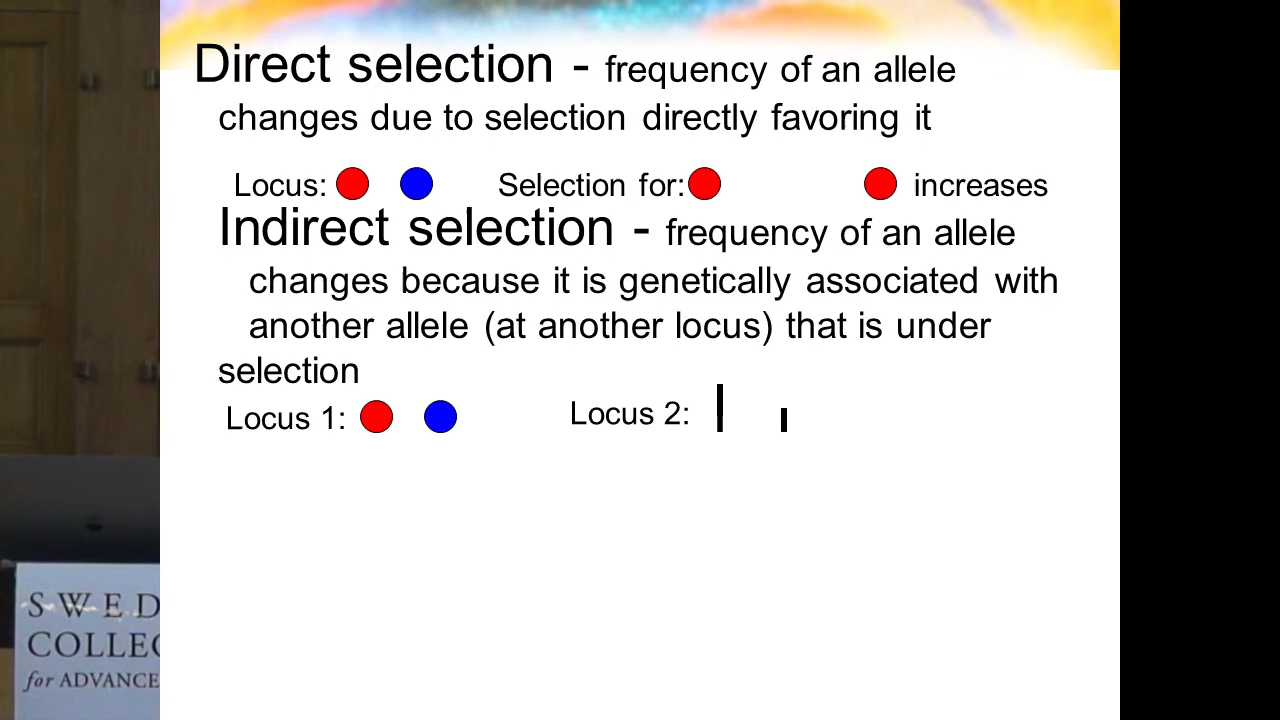 Direct selection - frequency of an allele
changes due to selection directly favoring it
Locus: Selection for: increases
Indirect selection - frequency of an allele
changes because it is genetically associated with
another allele (at another locus) that is under
selection
Locus 1: Locus 2:
SWED
COLLEG
for ADVANCE